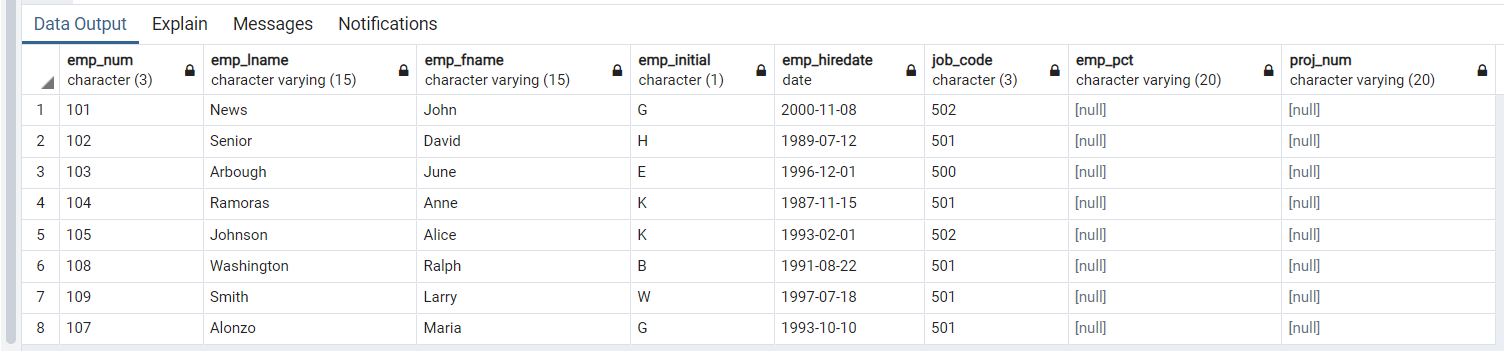 Data Output Explain Messages Notifications
emp_num emp_lname emp_fname emp_initial emp_hiredate job_code emp_pct proj_num
character (3) character varying (15) character varying (15) character (1) date character (3) character varying (20) character varying (20)
1 101 News John G 2000-11-08 502 [null] [null]
2 102 Senior David H 1989-07-12 501 [null] [null]
3 103 Arbough June E 1996-12-01 500 [null] [null]
4 104 Ramoras Anne K 1987-11-15 501 [null] [null]
5 105 Johnson Alice K 1993-02-01 502 [null] [null]
6 108 Washington Ralph B 1991-08-22 501 [null] [null]
7 109 Smith Larry W 1997-07-18 501 [null] [null]
8 107 Alonzo Maria G 1993-10-10 501 [null] [null]